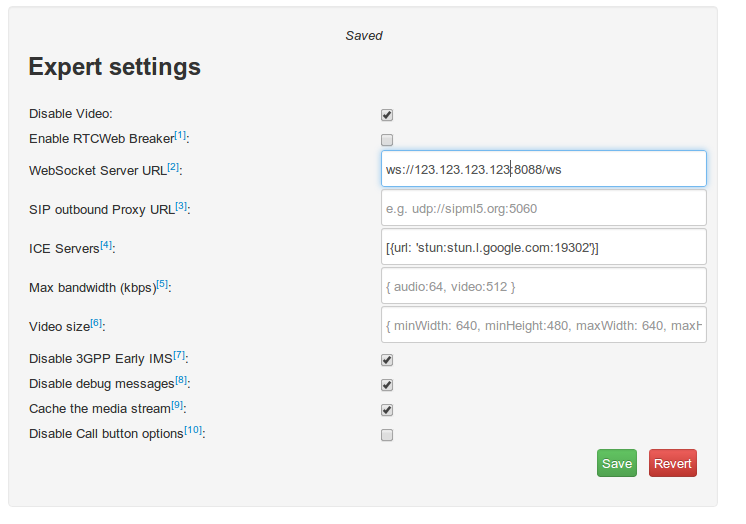 Saved
Expert settings
Disable Video:
Enable RTCWeb Breaker[1]:
WebSocket Server URL[2]: ws://123.123.123.123:8088/ws
SIP outbound Proxy URL[3]: e.g. udp://sipml5.org:5060
ICE Servers[4]: [{url: 'stun:stun.l.google.com:19302'}]
Max bandwidth (kbps)[5]: { audio:64, video:512 }
Video size[6]: { minWidth: 640, minHeight:480, maxWidth: 640, maxH
Disable 3GPP Early IMS[7]:
Disable debug messages[8]:
Cache the media stream[9]:
Disable Call button options[10]:
Save Revert